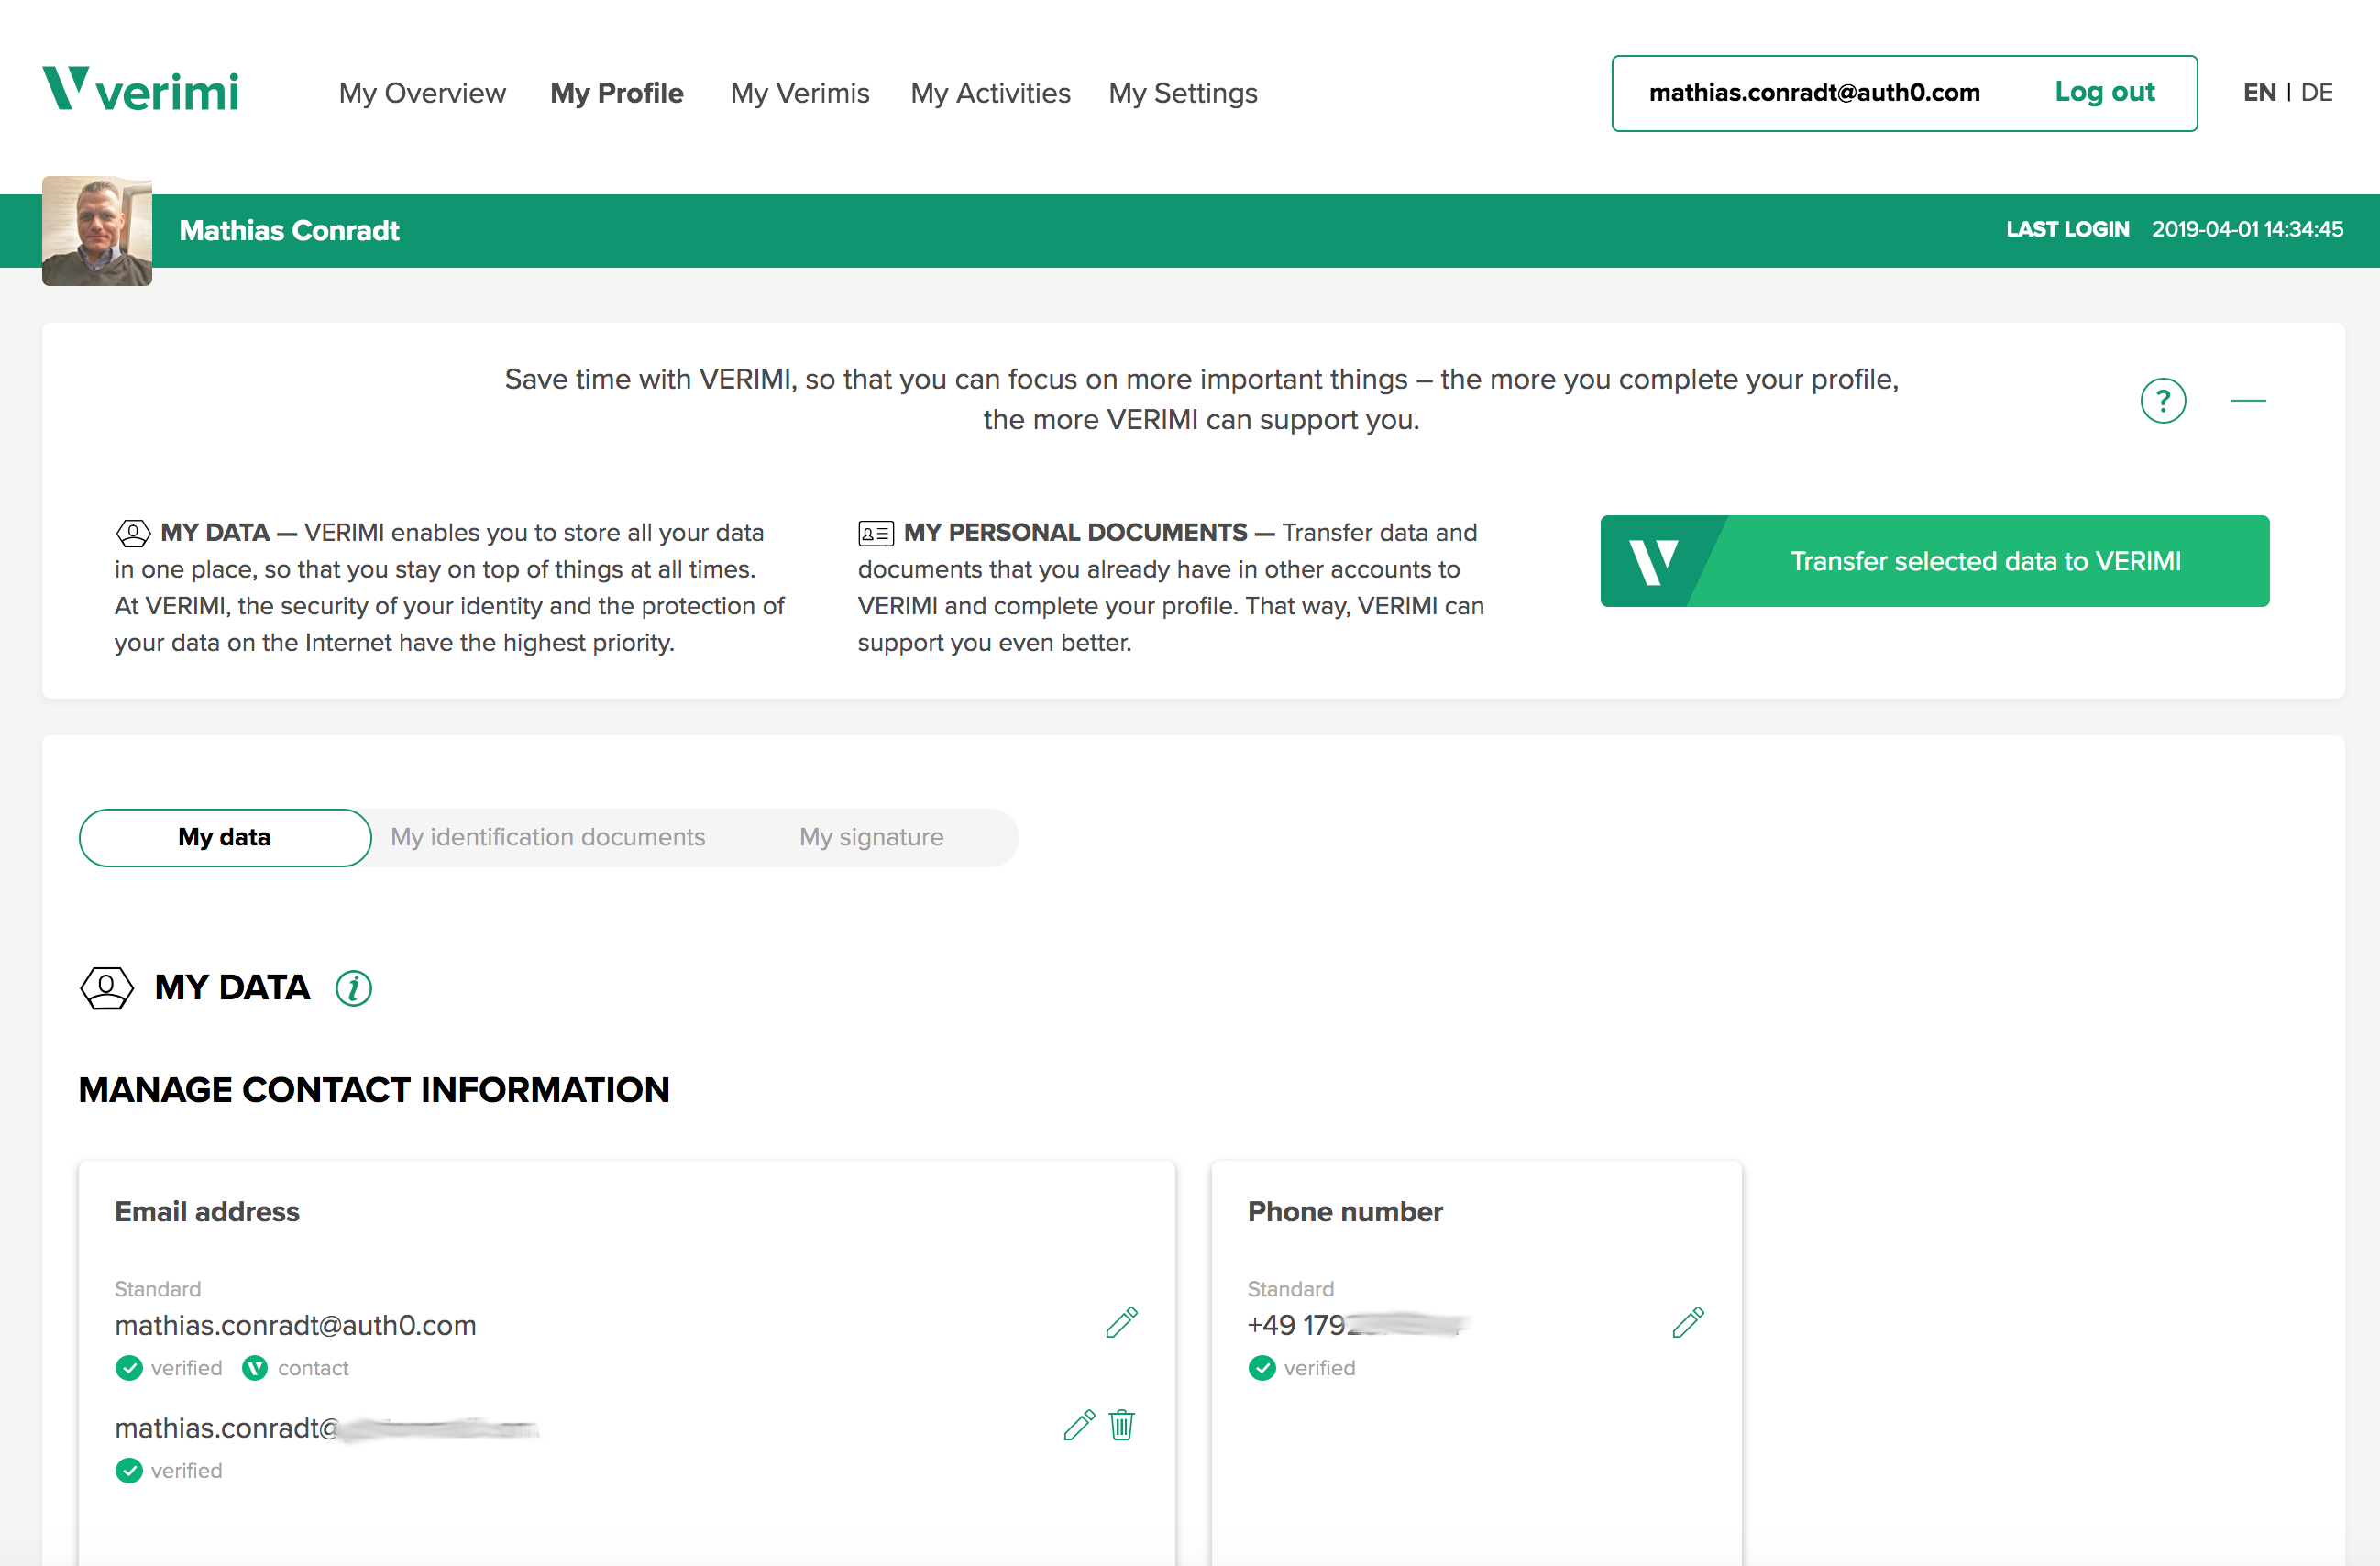 verimi
My Overview My Profile My Verimis My Activities My Settings
mathias.conradt@auth0.com Log out
EN | DE
Mathias Conradt
LAST LOGIN 2019-04-01 14:34:45
Save time with VERIMI, so that you can focus on more important things – the more you complete your profile,
the more VERIMI can support you.
?
MY DATA — VERIMI enables you to store all your data
in one place, so that you stay on top of things at all times.
At VERIMI, the security of your identity and the protection of
your data on the Internet have the highest priority.
MY PERSONAL DOCUMENTS — Transfer data and
documents that you already have in other accounts to
VERIMI and complete your profile. That way, VERIMI can
support you even better.
Transfer selected data to VERIMI
My data My identification documents My signature
MY DATA i
MANAGE CONTACT INFORMATION
Email address
Standard
mathias.conradt@auth0.com
verified contact
mathias.conradt@
verified
Phone number
Standard
+49 179
verified